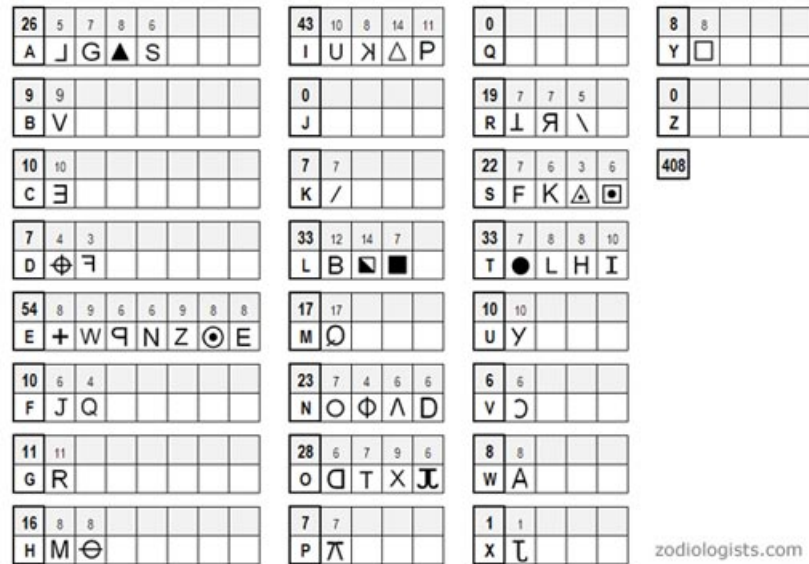 26 5 7 8 6
A ⅃ G ▲ S
43 10 8 14 11
I U ꓘ △ P
0
Q
8 8
Y □
9 9
B V
0
J
19 7 7 5
R ⊥ Я \
0
Z
10 10
C Ǝ
7 7
K /
22 7 6 3 6
S F K ◬ ▣
408
7 4 3
D ⌖ ꟻ
33 12 14 7
L B ◪ ■
33 7 8 8 10
T ● L H I
54 8 9 6 6 9 8 8
E + W ꟼ N Z ⊙ E
17 17
M Ϙ
10 10
U Y
10 6 4
F J Q
23 7 4 6 6
N O Φ Λ D
6 6
V Ɔ
11 11
G R
28 6 7 9 6
O ᗡ T X
8 8
W A
16 8 8
H M ⊖
7 7
P ⊼
1 1
X
zodiologists.com